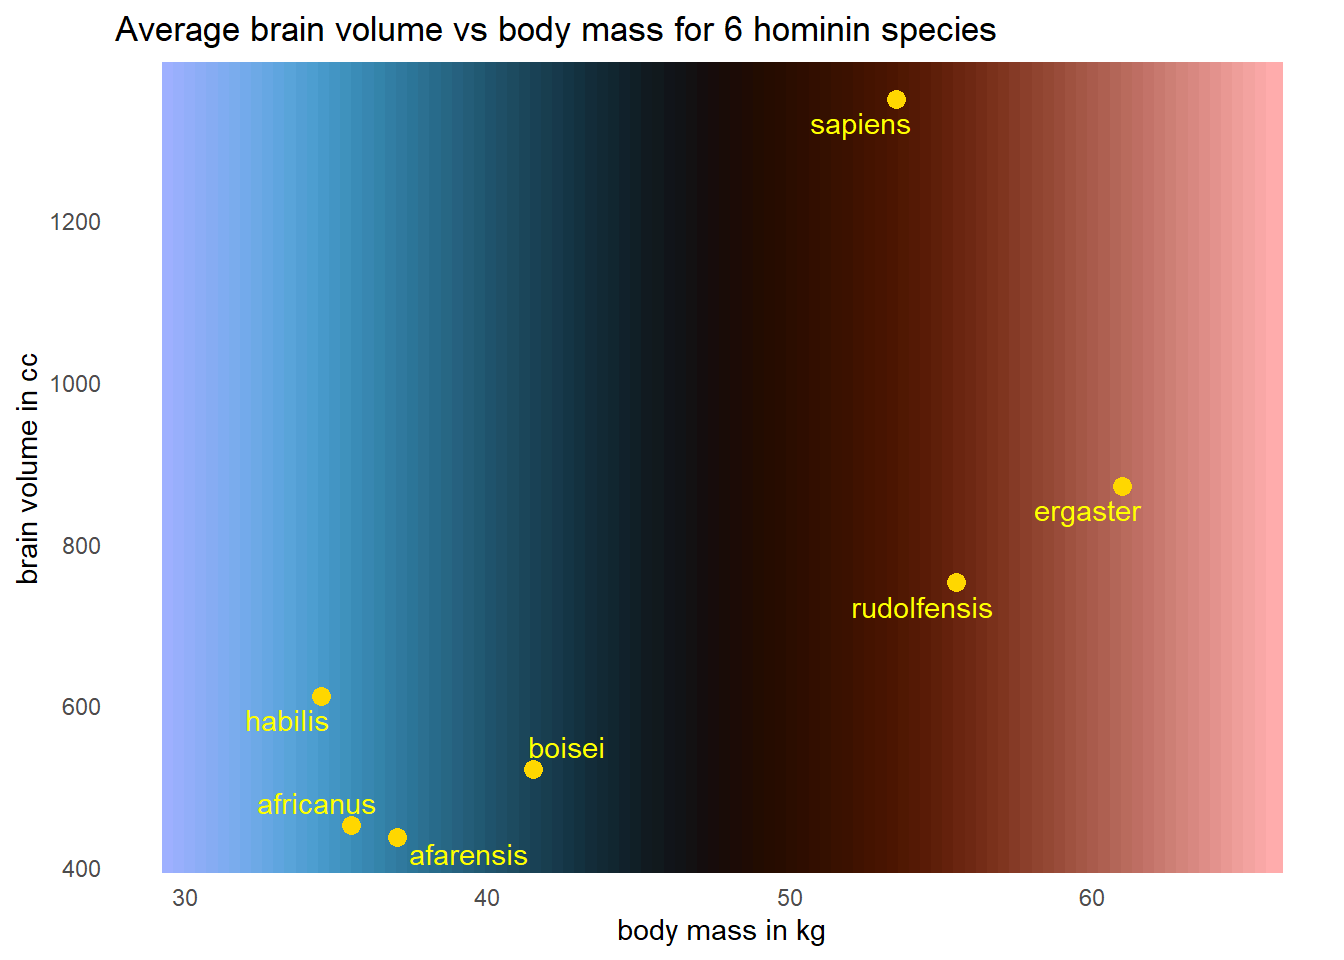 Average brain volume vs body mass for 6 hominin species
sapiens
1200
1000
brain volume in cc
ergaster
800
rudolfensis
600
habilis
boisei
africanus
afarensis
400
30 40 50 60
body mass in kg